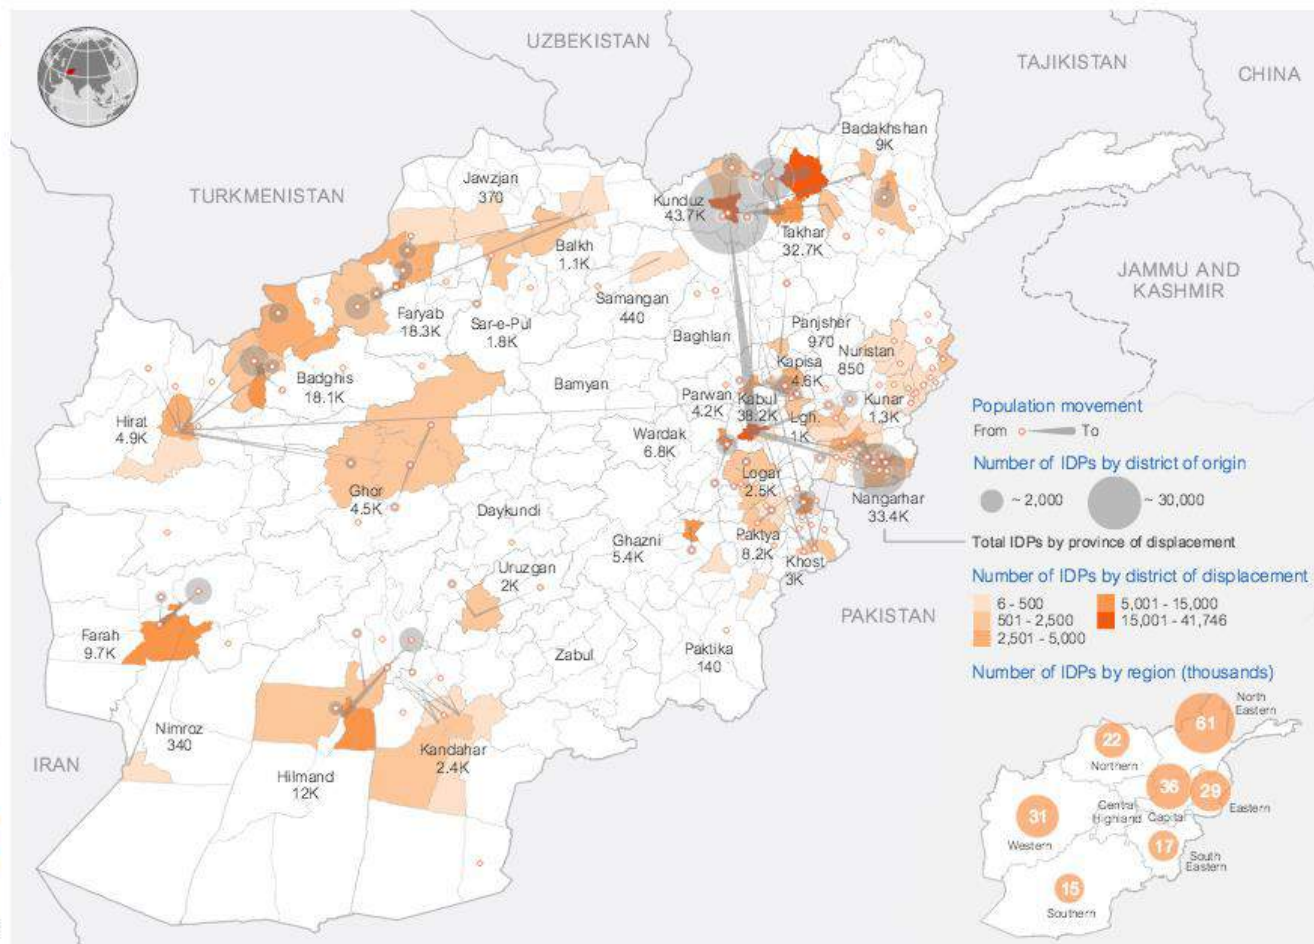 UZBEKISTAN
TAJIKISTAN
CHINA
TURKMENISTAN
JAMMU AND
KASHMIR
PAKISTAN
IRAN
Badakhshan
9K
Jawzjan
370
Kunduz
43.7K
Takhar
32.7K
Balkh
1.1K
Samangan
440
Faryab
18.3K
Sar-e-Pul
1.8K
Baghlan
Panjsher
970
Nuristan
850
Kapisa
4.6K
Badghis
18.1K
Bamyan
Parwan
4.2K
Kabul
38.2K
Lgh.
1K
Kunar
1.3K
Hirat
4.9K
Wardak
6.8K
Logar
2.5K
Nangarhar
33.4K
Ghor
4.5K
Daykundi
Ghazni
5.4K
Paktya
8.2K
Khost
3K
Uruzgan
2K
Farah
9.7K
Zabul
Paktika
140
Nimroz
340
Hilmand
12K
Kandahar
2.4K
Population movement
From To
Number of IDPs by district of origin
~ 2,000 ~ 30,000
Total IDPs by province of displacement
Number of IDPs by district of displacement
6 - 500
501 - 2,500
2,501 - 5,000
5,001 - 15,000
15,001 - 41,746
Number of IDPs by region (thousands)
North
Eastern
61
22
Northern
36
29
Eastern
Central
Highland
Capital
31
Western
17
South
Eastern
15
Southern